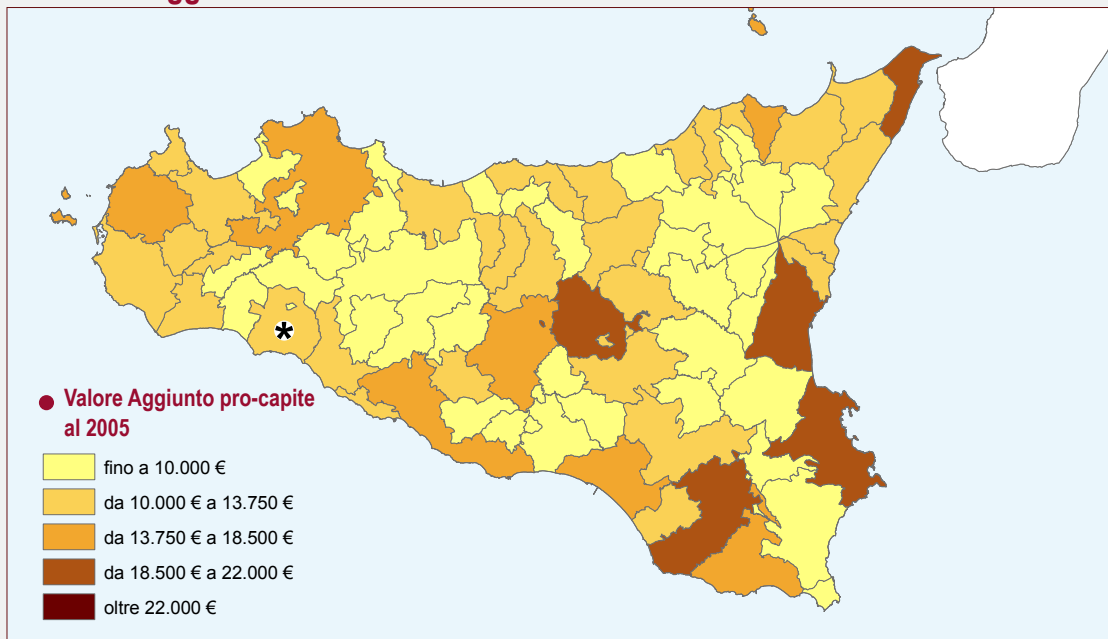 Valore Aggiunto pro-capite
al 2005
fino a 10.000 €
da 10.000 € a 13.750 €
da 13.750 € a 18.500 €
da 18.500 € a 22.000 €
oltre 22.000 €